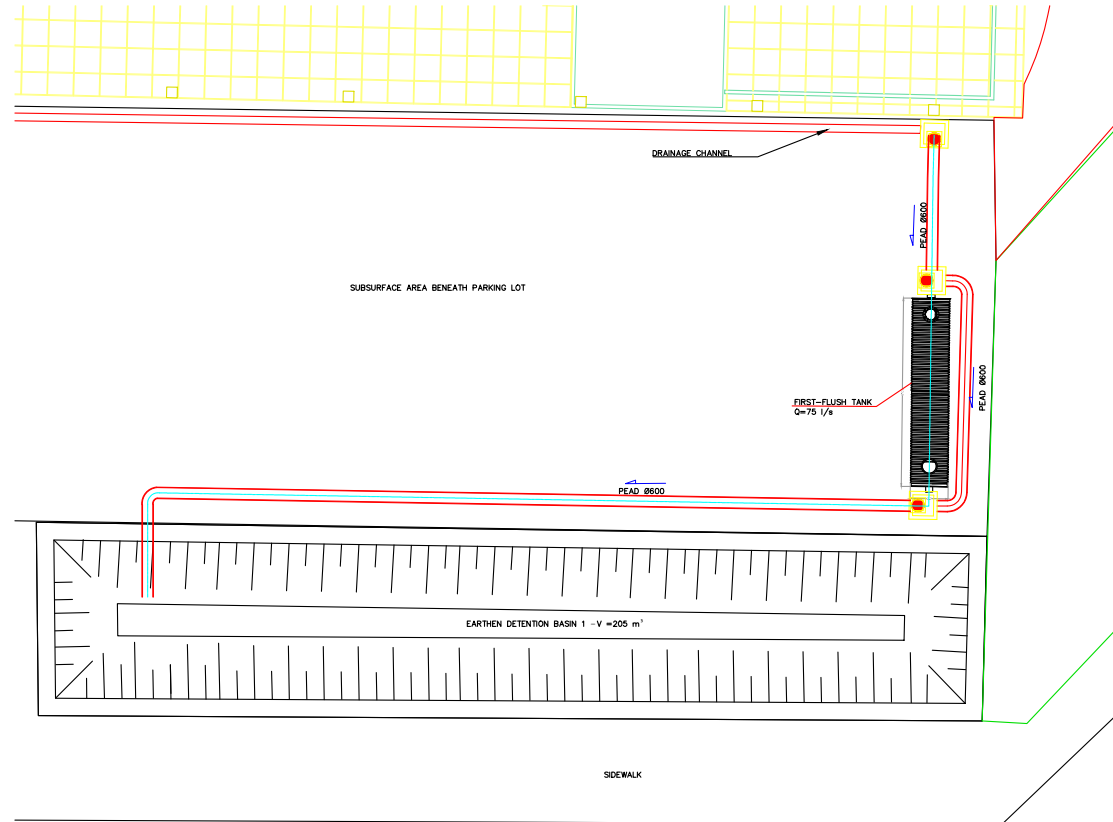 DRAINAGE CHANNEL
PEAD Ø600
SUBSURFACE AREA BENEATH PARKING LOT
PEAD Ø600
FIRST-FLUSH TANK
Q=75 l/s
PEAD Ø600
EARTHEN DETENTION BASIN 1 -V =205 m³
SIDEWALK